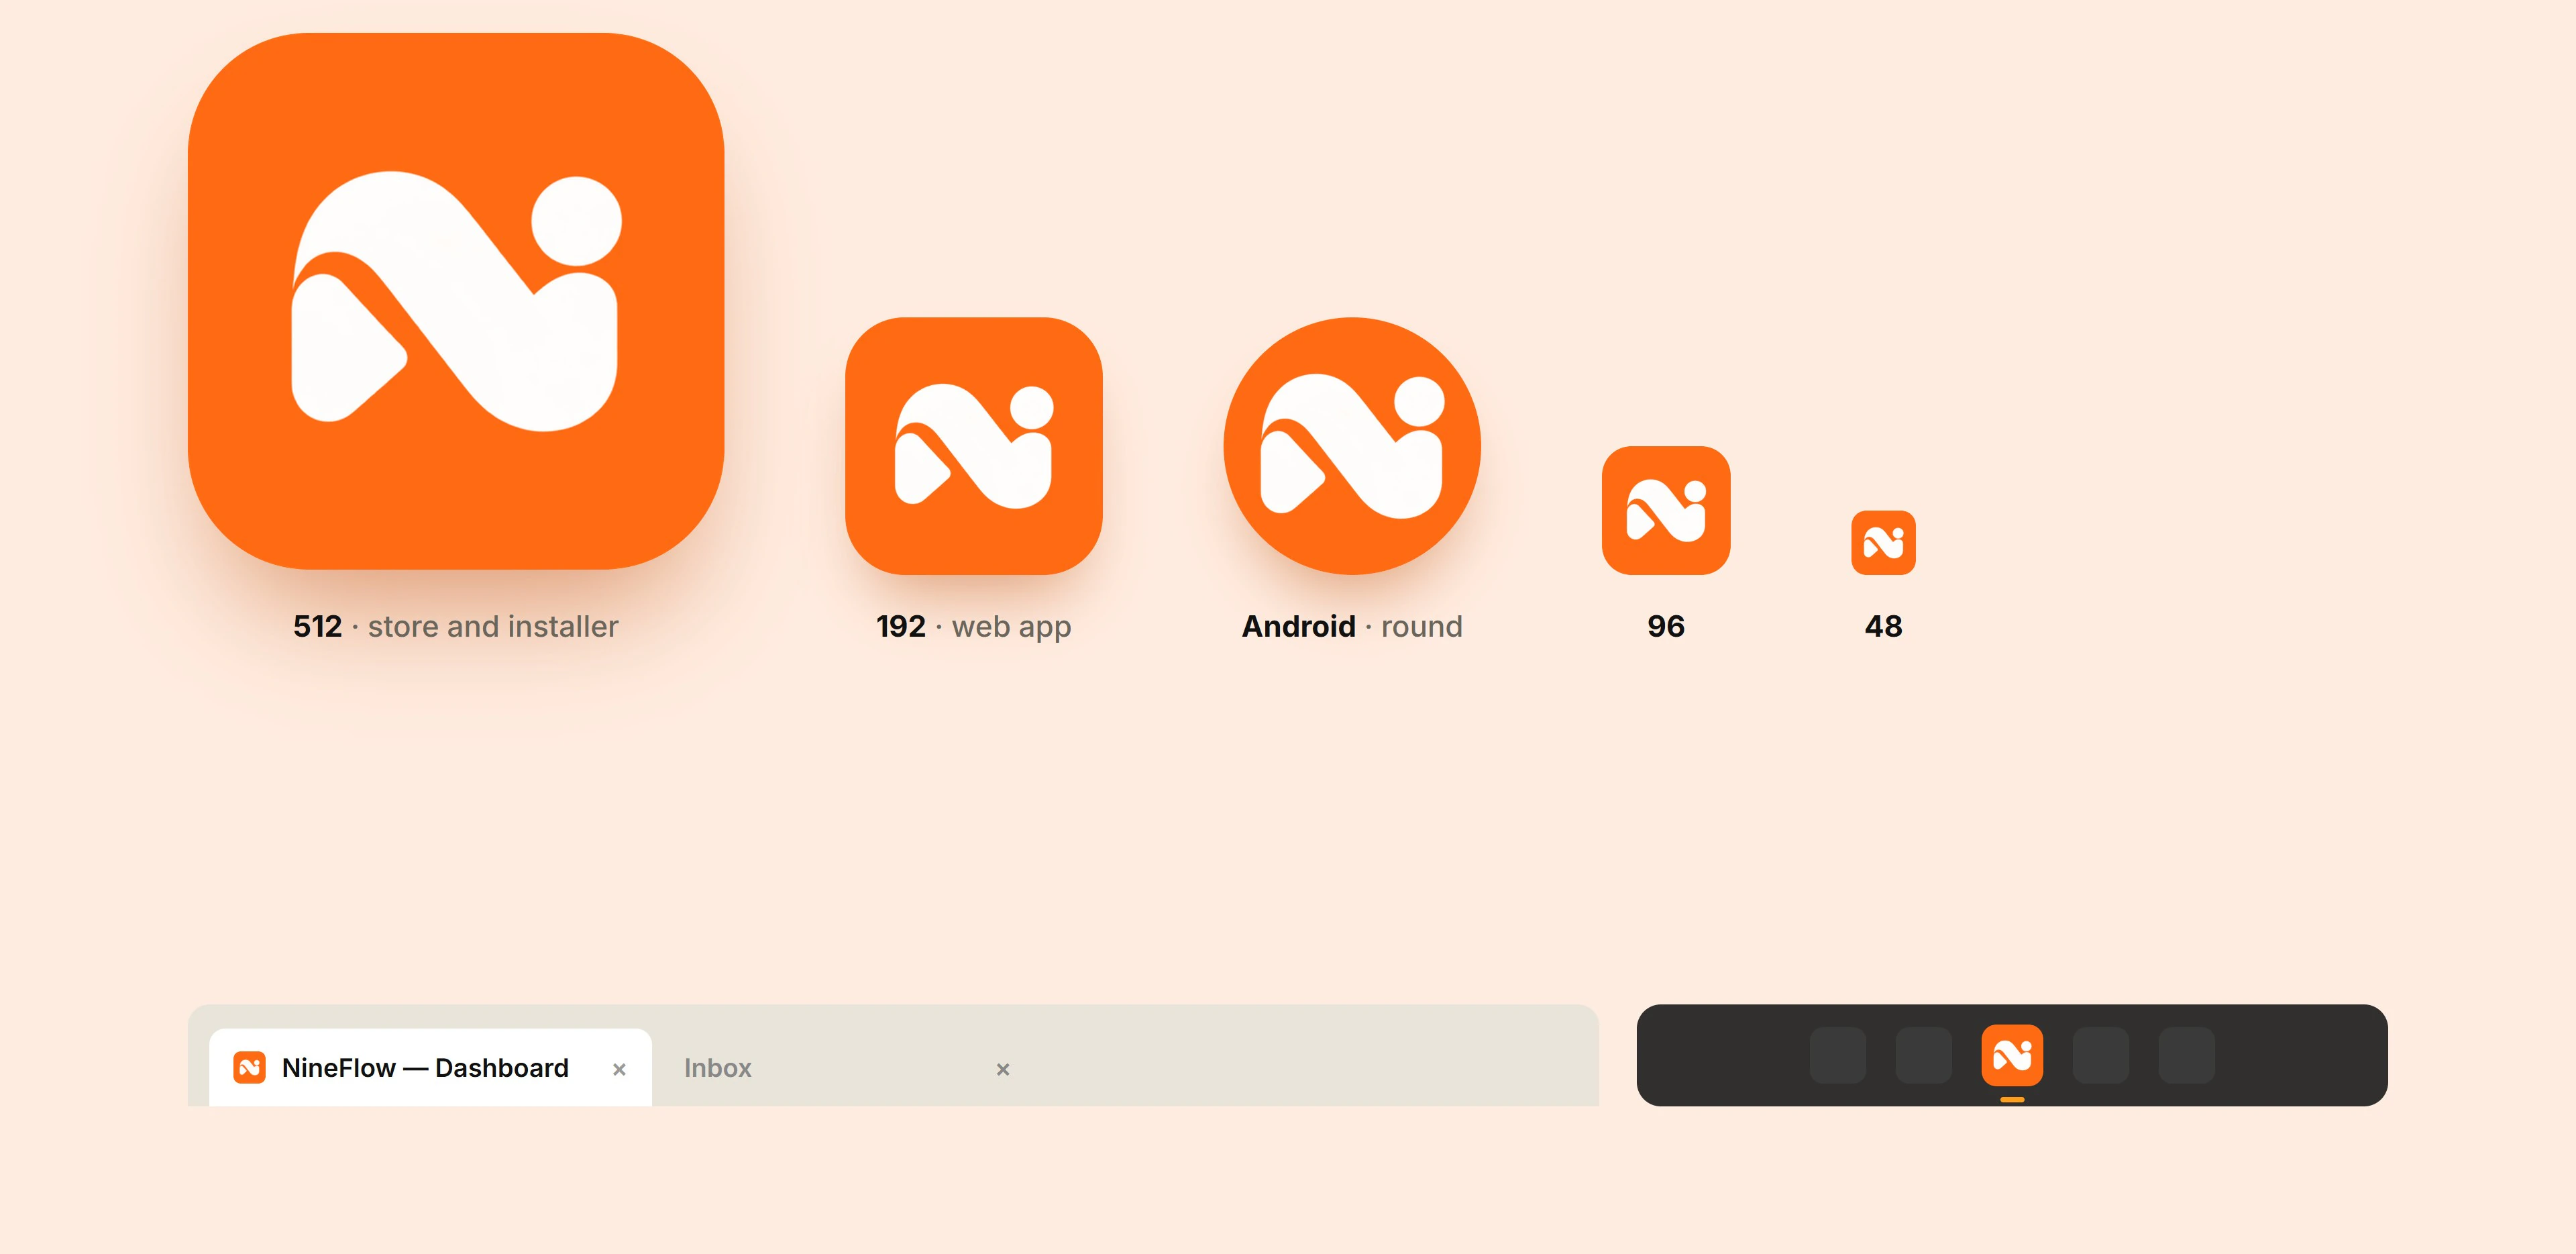 512 · store and installer
192 · web app
Android · round
96
48
NineFlow — Dashboard ×
Inbox ×